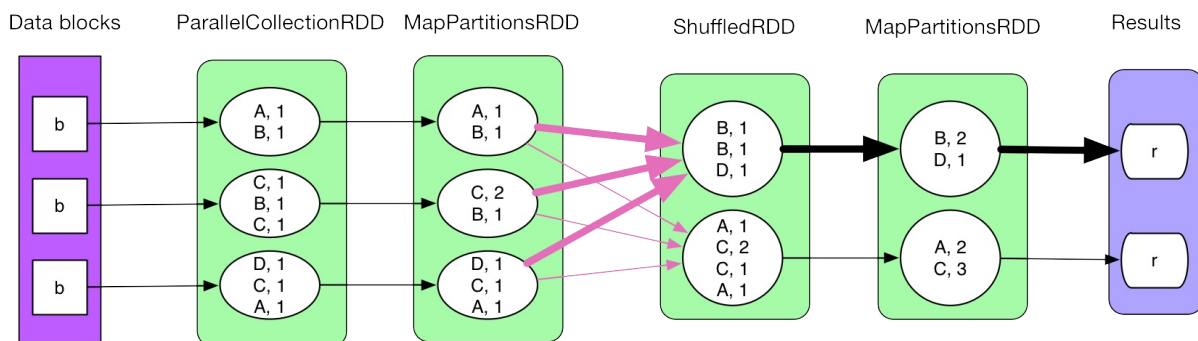 Data blocks
ParallelCollectionRDD
MapPartitionsRDD
ShuffledRDD
MapPartitionsRDD
Results
b
b
b
A, 1
B, 1
C, 1
B, 1
C, 1
D, 1
C, 1
A, 1
A, 1
B, 1
C, 2
B, 1
D, 1
C, 1
A, 1
B, 1
B, 1
D, 1
A, 1
C, 2
C, 1
A, 1
B, 2
D, 1
A, 2
C, 3
r
r